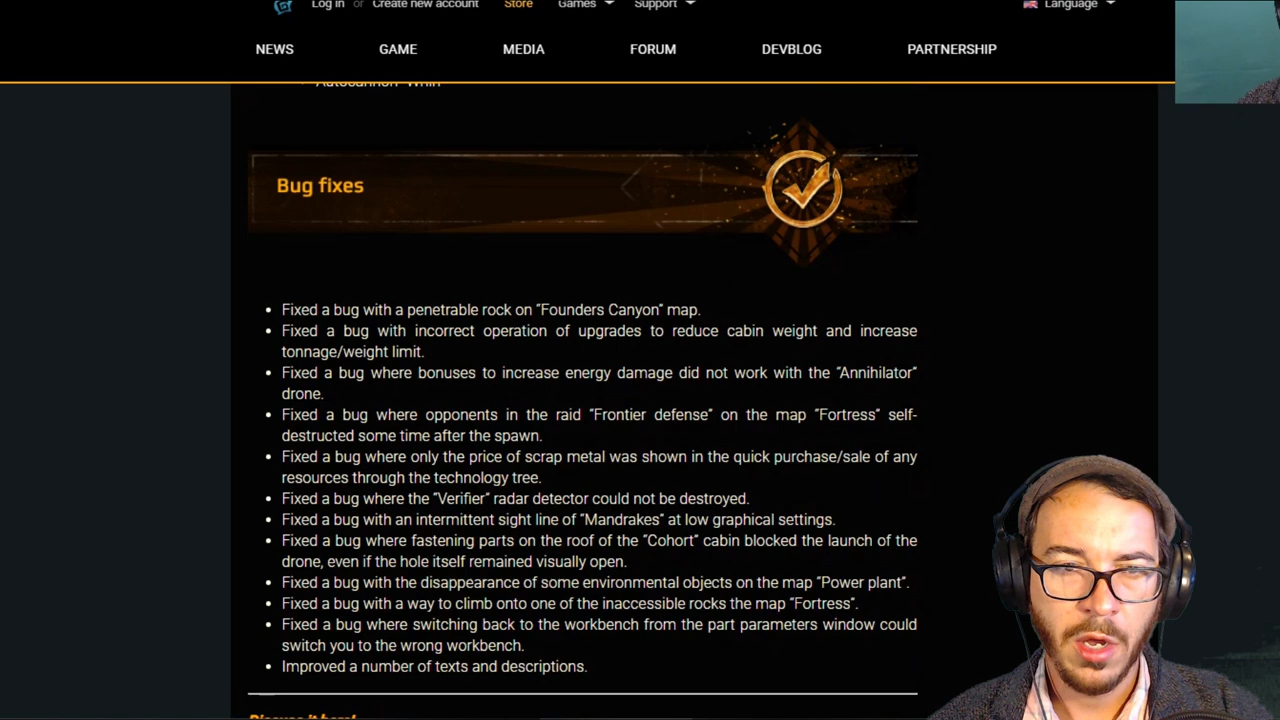 Log in or Create new account Store Games Support Language
NEWS GAME MEDIA FORUM DEVBLOG PARTNERSHIP
Bug fixes
• Fixed a bug with a penetrable rock on “Founders Canyon” map.
• Fixed a bug with incorrect operation of upgrades to reduce cabin weight and increase
tonnage/weight limit.
• Fixed a bug where bonuses to increase energy damage did not work with the “Annihilator”
drone.
• Fixed a bug where opponents in the raid “Frontier defense” on the map “Fortress” self-
destructed some time after the spawn.
• Fixed a bug where only the price of scrap metal was shown in the quick purchase/sale of any
resources through the technology tree.
• Fixed a bug where the “Verifier” radar detector could not be destroyed.
• Fixed a bug with an intermittent sight line of “Mandrakes” at low graphical settings.
• Fixed a bug where fastening parts on the roof of the “Cohort” cabin blocked the launch of the
drone, even if the hole itself remained visually open.
• Fixed a bug with the disappearance of some environmental objects on the map “Power plant”.
• Fixed a bug with a way to climb onto one of the inaccessible rocks the map “Fortress”.
• Fixed a bug where switching back to the workbench from the part parameters window could
switch you to the wrong workbench.
• Improved a number of texts and descriptions.
Discuss it here!